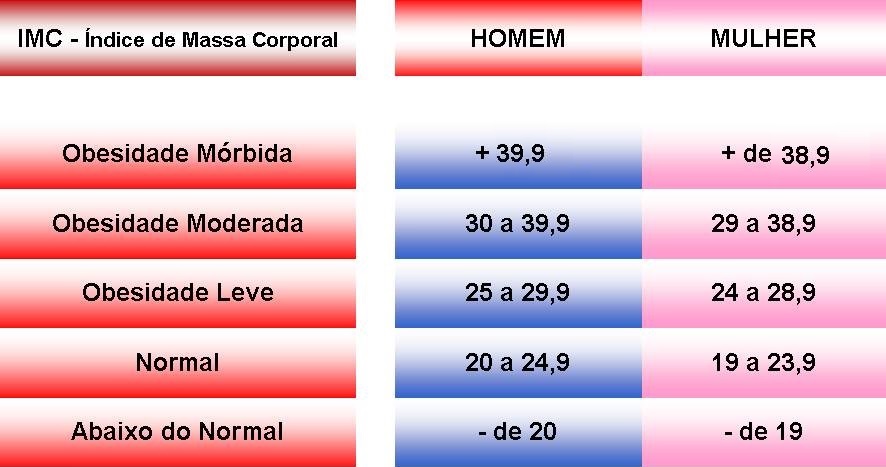 IMC - Índice de Massa Corporal HOMEM MULHER
Obesidade Mórbida + 39,9 + de 38,9
Obesidade Moderada 30 a 39,9 29 a 38,9
Obesidade Leve 25 a 29,9 24 a 28,9
Normal 20 a 24,9 19 a 23,9
Abaixo do Normal - de 20 - de 19